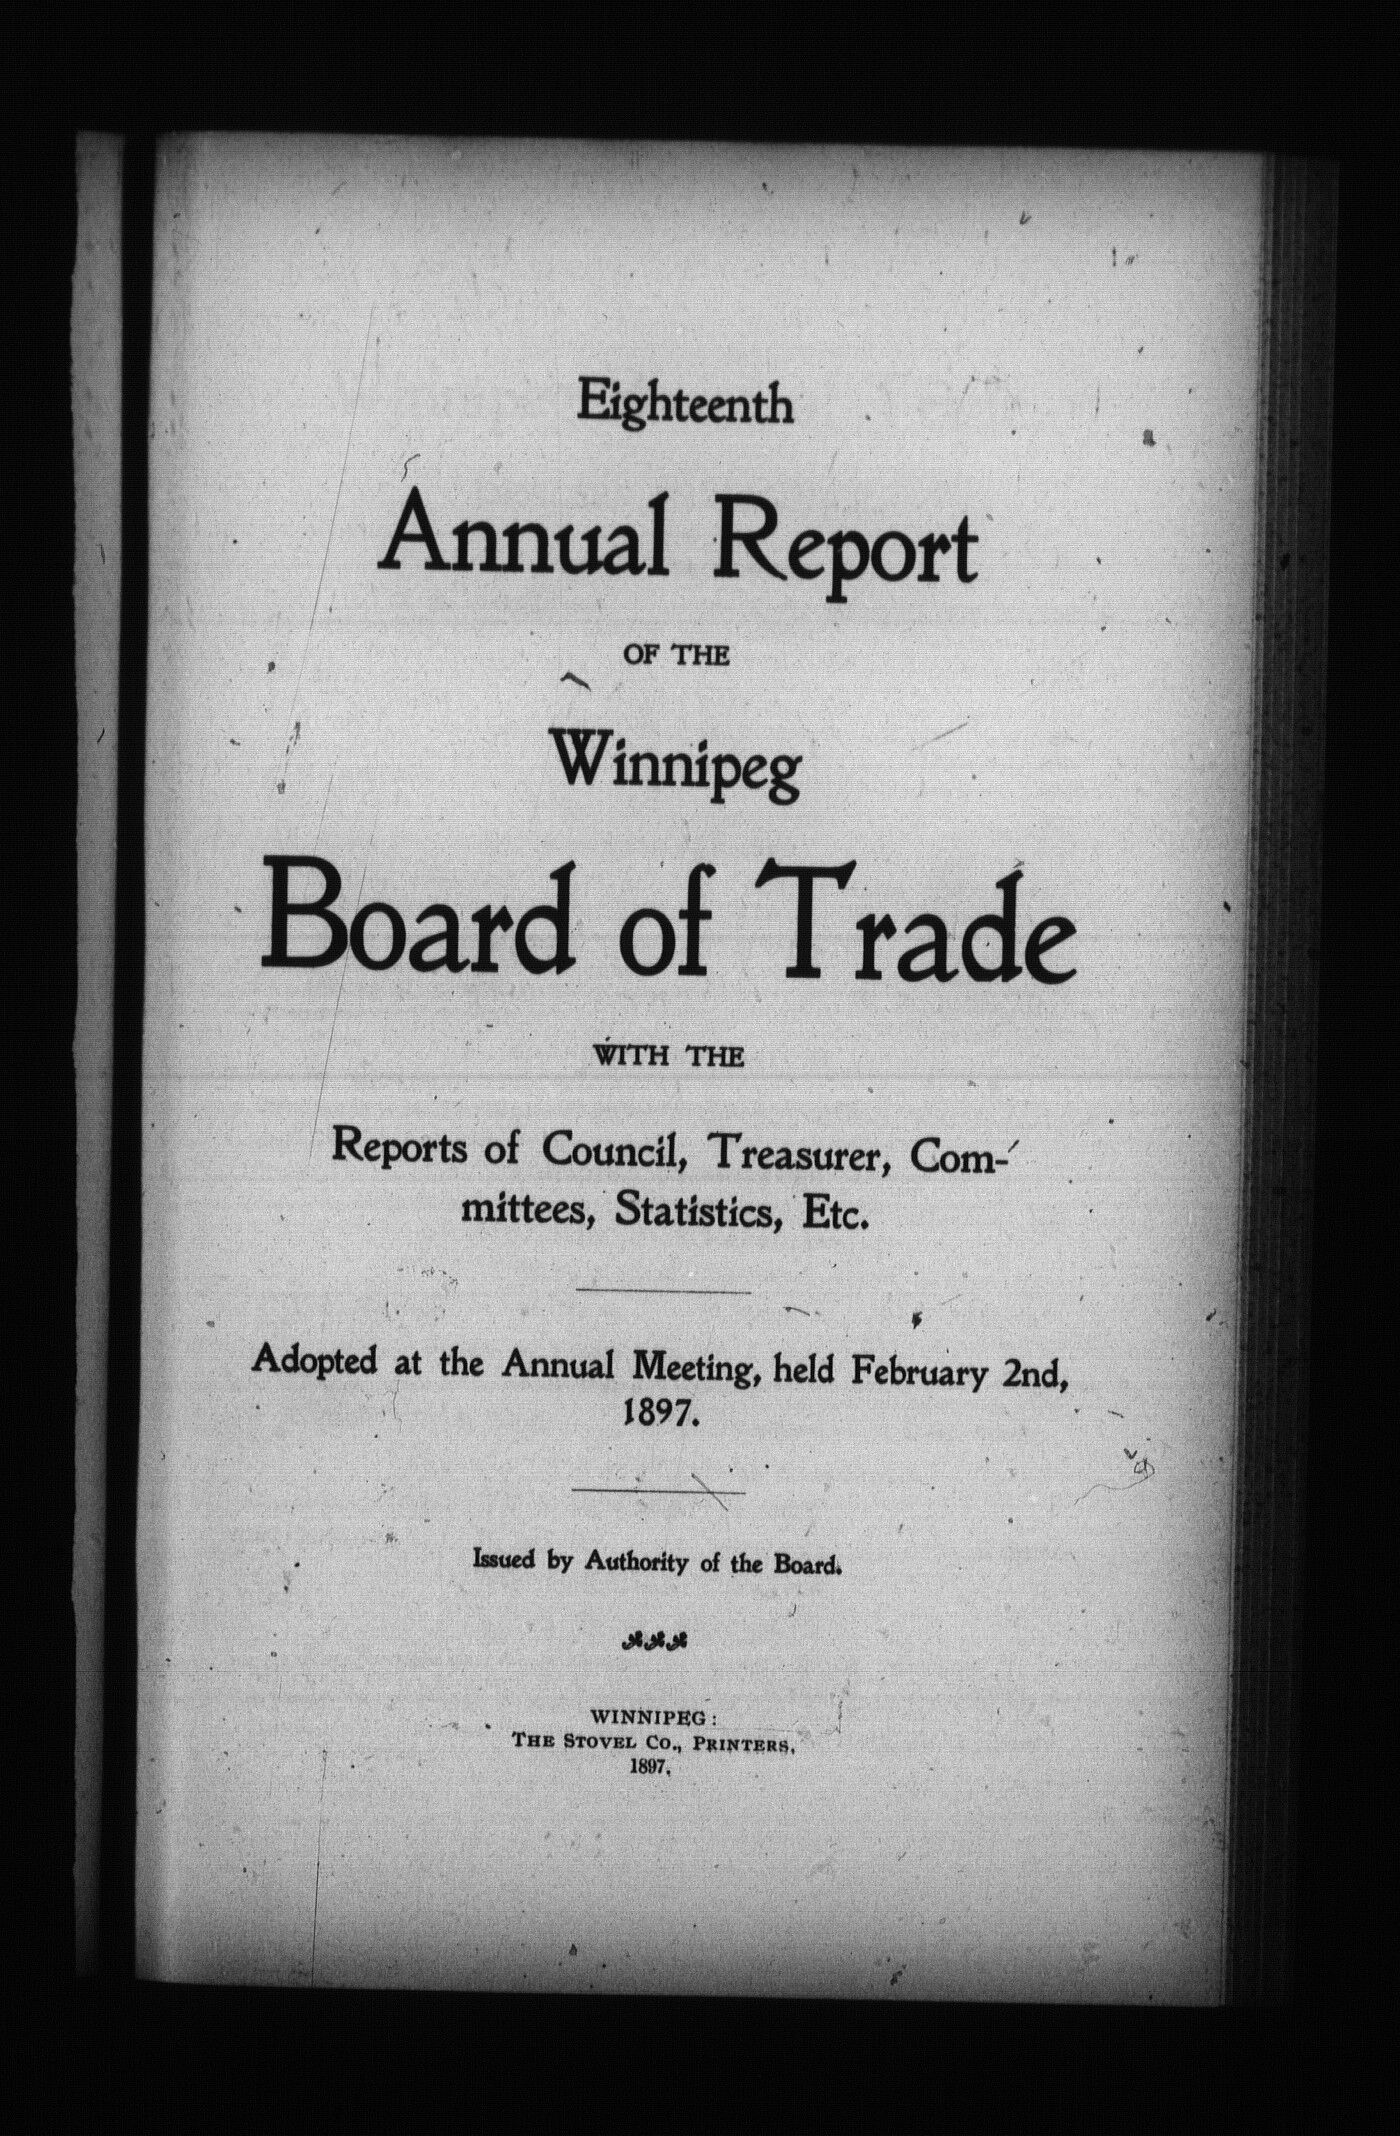 Eighteenth
Annual Report
OF THE
Winnipeg
Board of Trade
WITH THE
Reports of Council, Treasurer, Com-
mittees, Statistics, Etc.
Adopted at the Annual Meeting, held February 2nd,
1897.
Issued by Authority of the Board.
WINNIPEG:
THE STOVEL CO., PRINTERS,
1897.